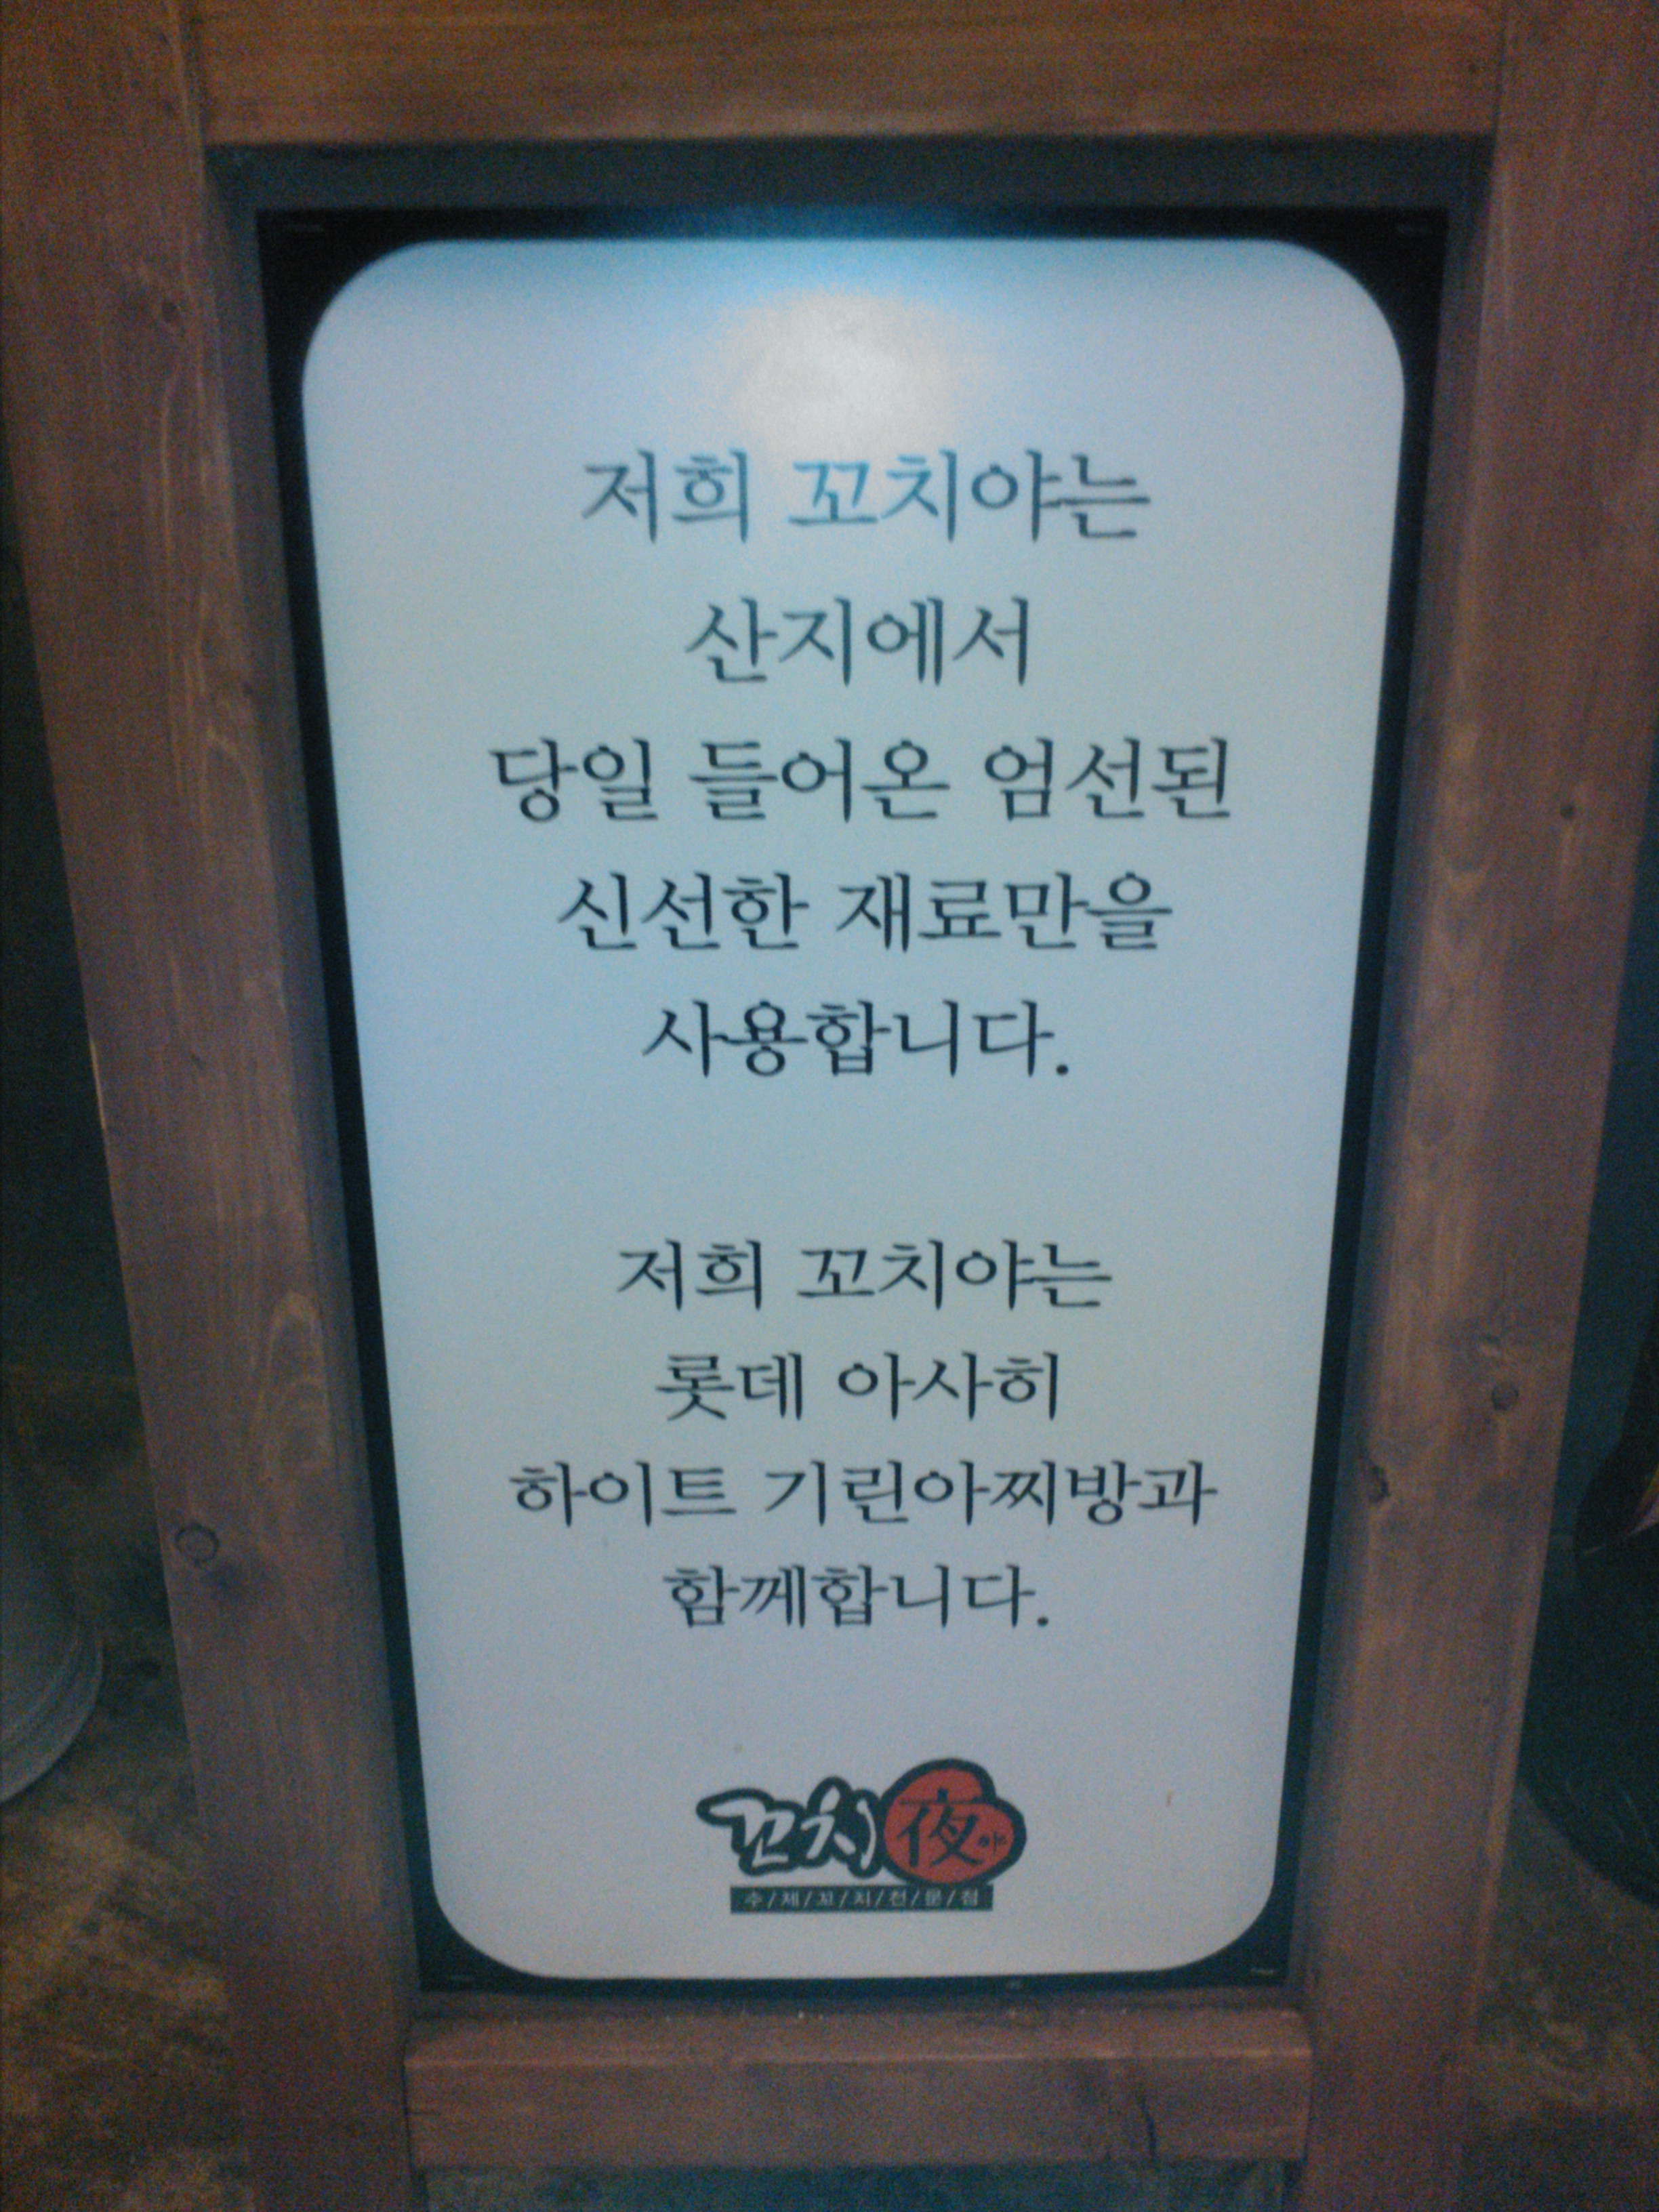 저희 꼬치야는
산지에서
당일 들어온 엄선된
신선한 재료만을
사용합니다.
저희 꼬치야는
롯데 아사히
하이트 기린이찌방과
함께합니다.
꼬치夜야
수/제/꼬/치/전/문/점